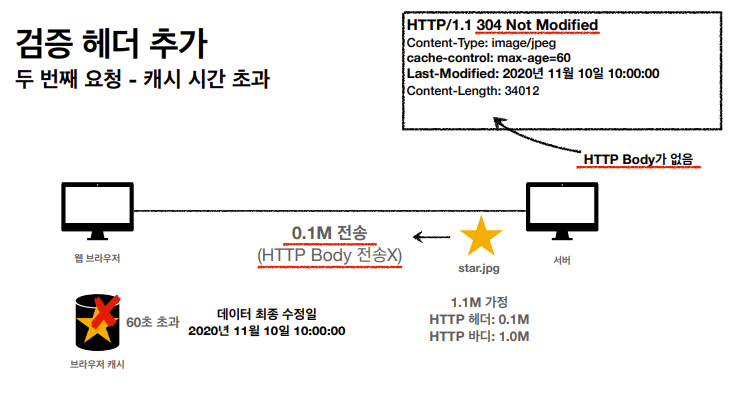 검증 헤더 추가
두 번째 요청 - 캐시 시간 초과
HTTP/1.1 304 Not Modified
Content-Type: image/jpeg
cache-control: max-age=60
Last-Modified: 2020년 11월 10일 10:00:00
Content-Length: 34012
HTTP Body가 없음
0.1M 전송
(HTTP Body 전송X)
star.jpg
웹 브라우저
서버
60초 초과
데이터 최종 수정일
2020년 11월 10일 10:00:00
1.1M 가정
HTTP 헤더: 0.1M
HTTP 바디: 1.0M
브라우저 캐시